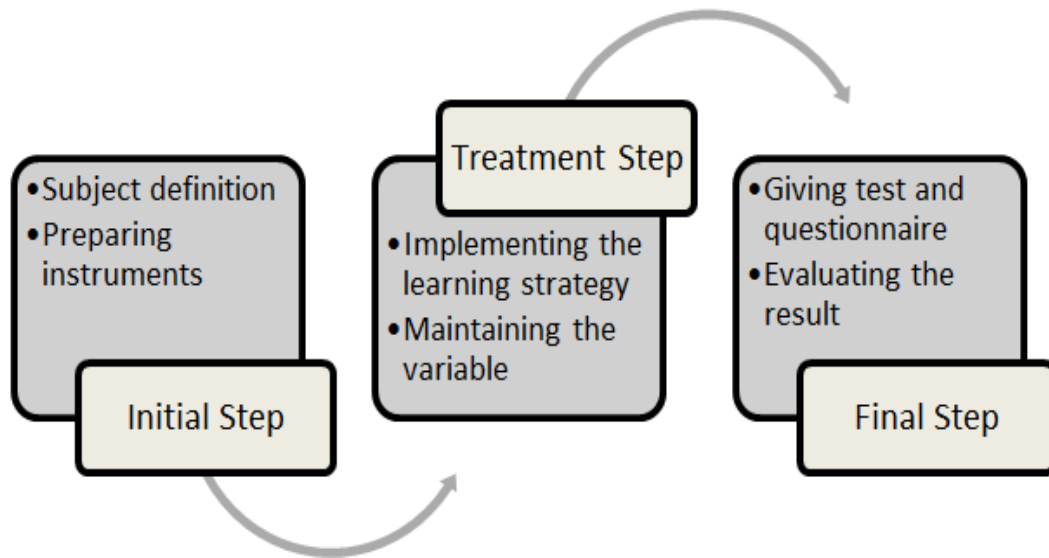 •Subject definition
•Preparing
instruments
Initial Step
Treatment Step
•Implementing the
learning strategy
•Maintaining the
variable
•Giving test and
questionnaire
•Evaluating the
result
Final Step